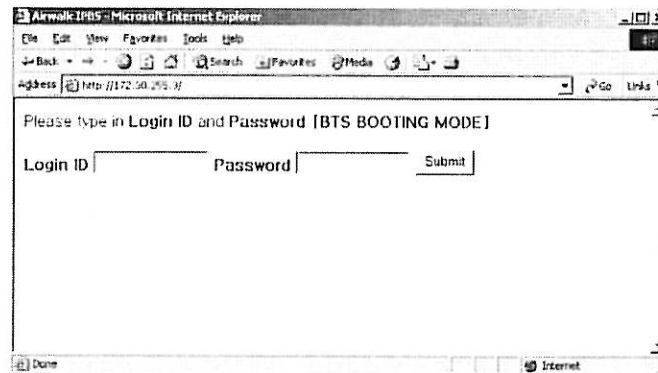 Airwalk IPBS - Microsoft Internet Explorer
File Edit View Favorites Tools Help
Back Search Favorites Media
Address http://172.30.255.3/ Go Links
Please type in Login ID and Password [BTS BOOTING MODE]
Login ID Password Submit
Done Internet